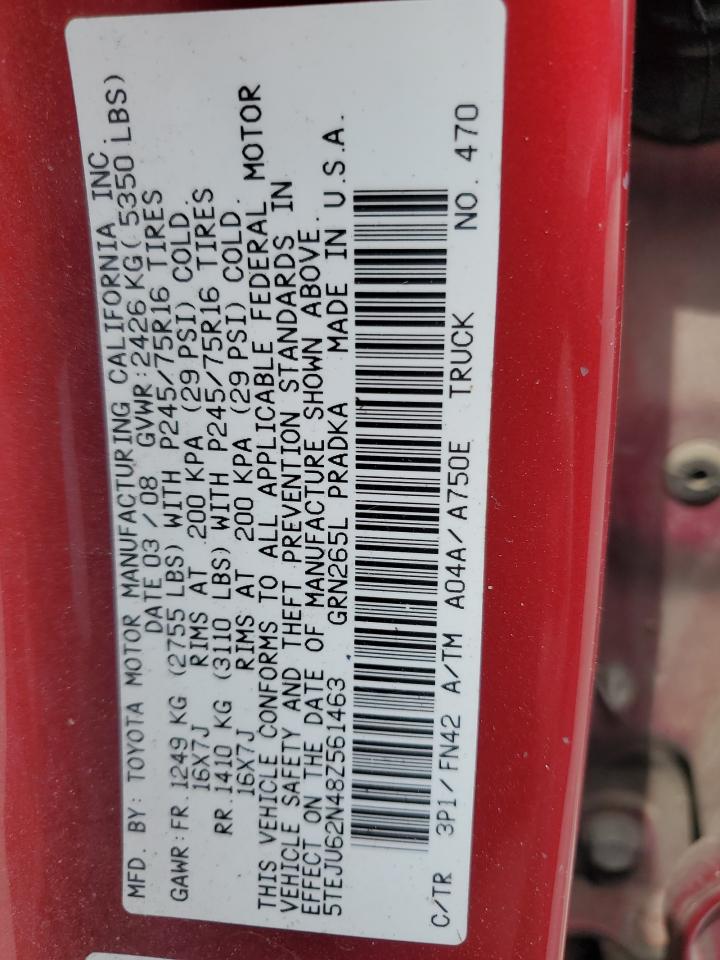 MFD. BY: TOYOTA MOTOR MANUFACTURING CALIFORNIA INC.
DATE 03 / 08 GVWR: 2426 KG ( 5350 LBS)
GAWR: FR. 1249 KG (2755 LBS) WITH P245/75R16 TIRES
16X7J RIMS AT 200 KPA (29 PSI) COLD
RR. 1410 KG (3110 LBS) WITH P245/75R16 TIRES
16X7J RIMS AT 200 KPA (29 PSI) COLD.
THIS VEHICLE CONFORMS TO ALL APPLICABLE FEDERAL MOTOR
VEHICLE SAFETY AND THEFT PREVENTION STANDARDS IN
EFFECT ON THE DATE OF MANUFACTURE SHOWN ABOVE.
5TEJU62N48Z561463 GRN265L PRADKA MADE IN U.S.A.
C/TR 3P1/FN42 A/TM A04A/A750E TRUCK NO. 470